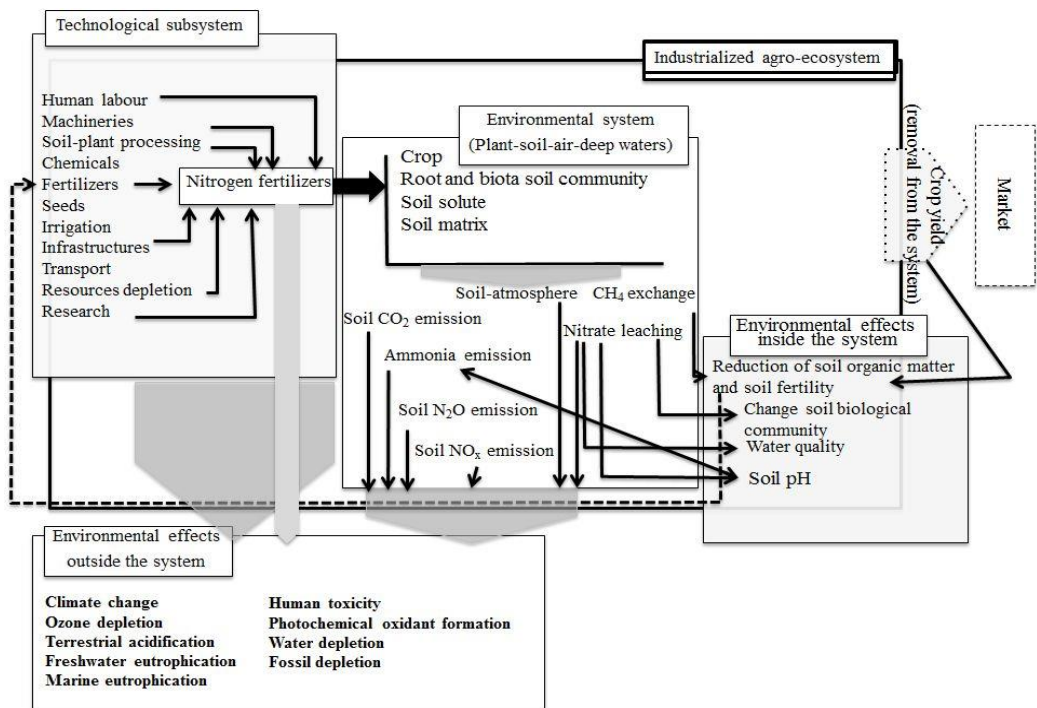 Technological subsystem
Industrialized agro-ecosystem
Human labour
Machineries
Soil-plant processing
Chemicals
Fertilizers
Seeds
Irrigation
Infrastructures
Transport
Resources depletion
Research
Nitrogen fertilizers
Environmental system
(Plant-soil-air-deep waters)
Crop
Root and biota soil community
Soil solute
Soil matrix
Crop yield
(removal from the system)
Market
Soil-atmosphere
CH4 exchange
Soil CO2 emission
Nitrate leaching
Ammonia emission
Soil N2O emission
Soil NOx emission
Environmental effects
inside the system
Reduction of soil organic matter
and soil fertility
Change soil biological
community
Water quality
Soil pH
Environmental effects
outside the system
Climate change
Ozone depletion
Terrestrial acidification
Freshwater eutrophication
Marine eutrophication
Human toxicity
Photochemical oxidant formation
Water depletion
Fossil depletion